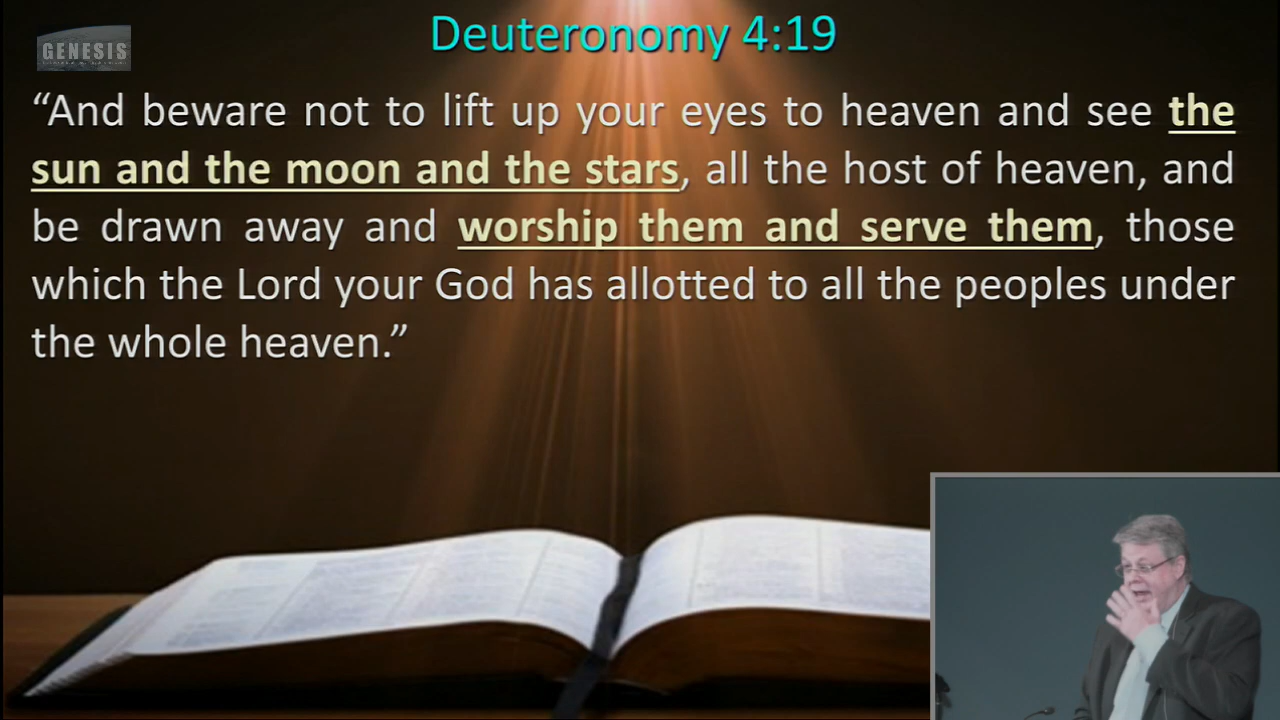 Deuteronomy 4:19
GENESIS
“And beware not to lift up your eyes to heaven and see the
sun and the moon and the stars, all the host of heaven, and
be drawn away and worship them and serve them, those
which the Lord your God has allotted to all the peoples under
the whole heaven.”